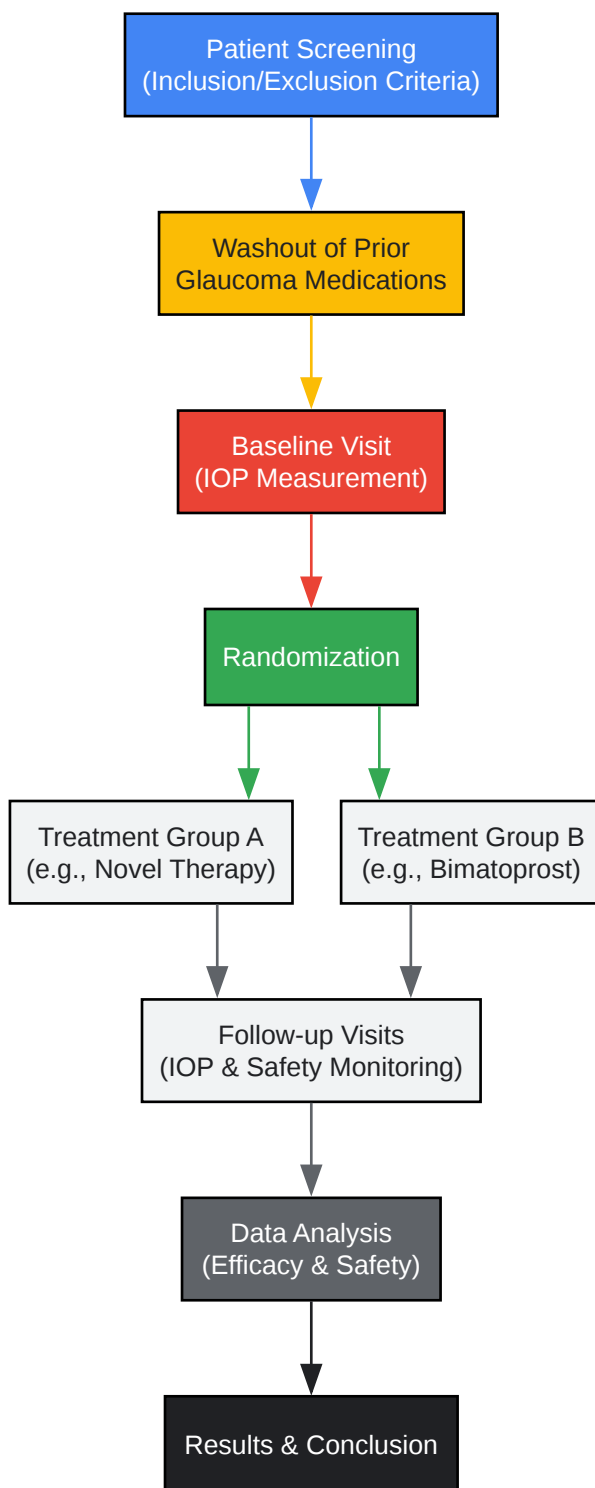 Patient Screening
(Inclusion/Exclusion Criteria)
Washout of Prior
Glaucoma Medications
Baseline Visit
(IOP Measurement)
Randomization
Treatment Group A
(e.g., Novel Therapy)
Treatment Group B
(e.g., Bimatoprost)
Follow-up Visits
(IOP & Safety Monitoring)
Data Analysis
(Efficacy & Safety)
Results & Conclusion